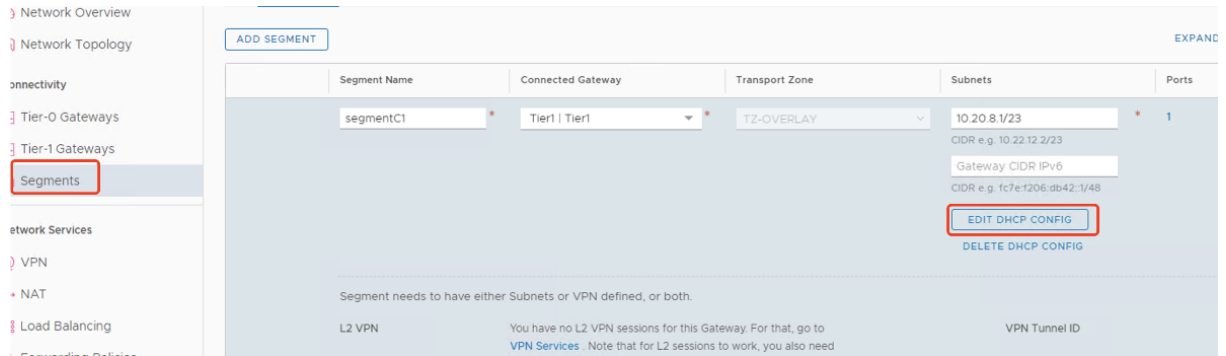 Network Overview
Network Topology
onnectivity
Tier-0 Gateways
Tier-1 Gateways
Segments
etwork Services
VPN
NAT
Load Balancing
Forwarding Policies
ADD SEGMENT
EXPAND
Segment Name Connected Gateway Transport Zone Subnets Ports
segmentC1 * Tier1 | Tier1 * TZ-OVERLAY 10.20.8.1/23 * 1
CIDR e.g. 10.22.12.2/23
Gateway CIDR IPv6
CIDR e.g. fc7e:f206:db42::1/48
EDIT DHCP CONFIG
DELETE DHCP CONFIG
Segment needs to have either Subnets or VPN defined, or both.
L2 VPN You have no L2 VPN sessions for this Gateway. For that, go to VPN Tunnel ID
VPN Services . Note that for L2 sessions to work, you also need